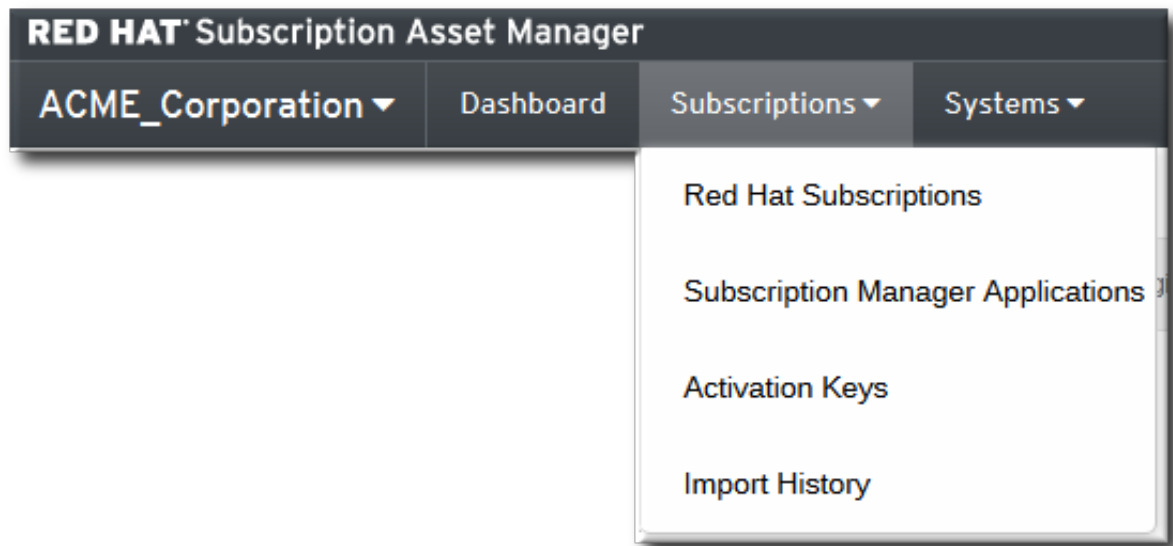 RED HAT Subscription Asset Manager
ACME_Corporation Dashboard Subscriptions Systems
Red Hat Subscriptions
Subscription Manager Applications
Activation Keys
Import History